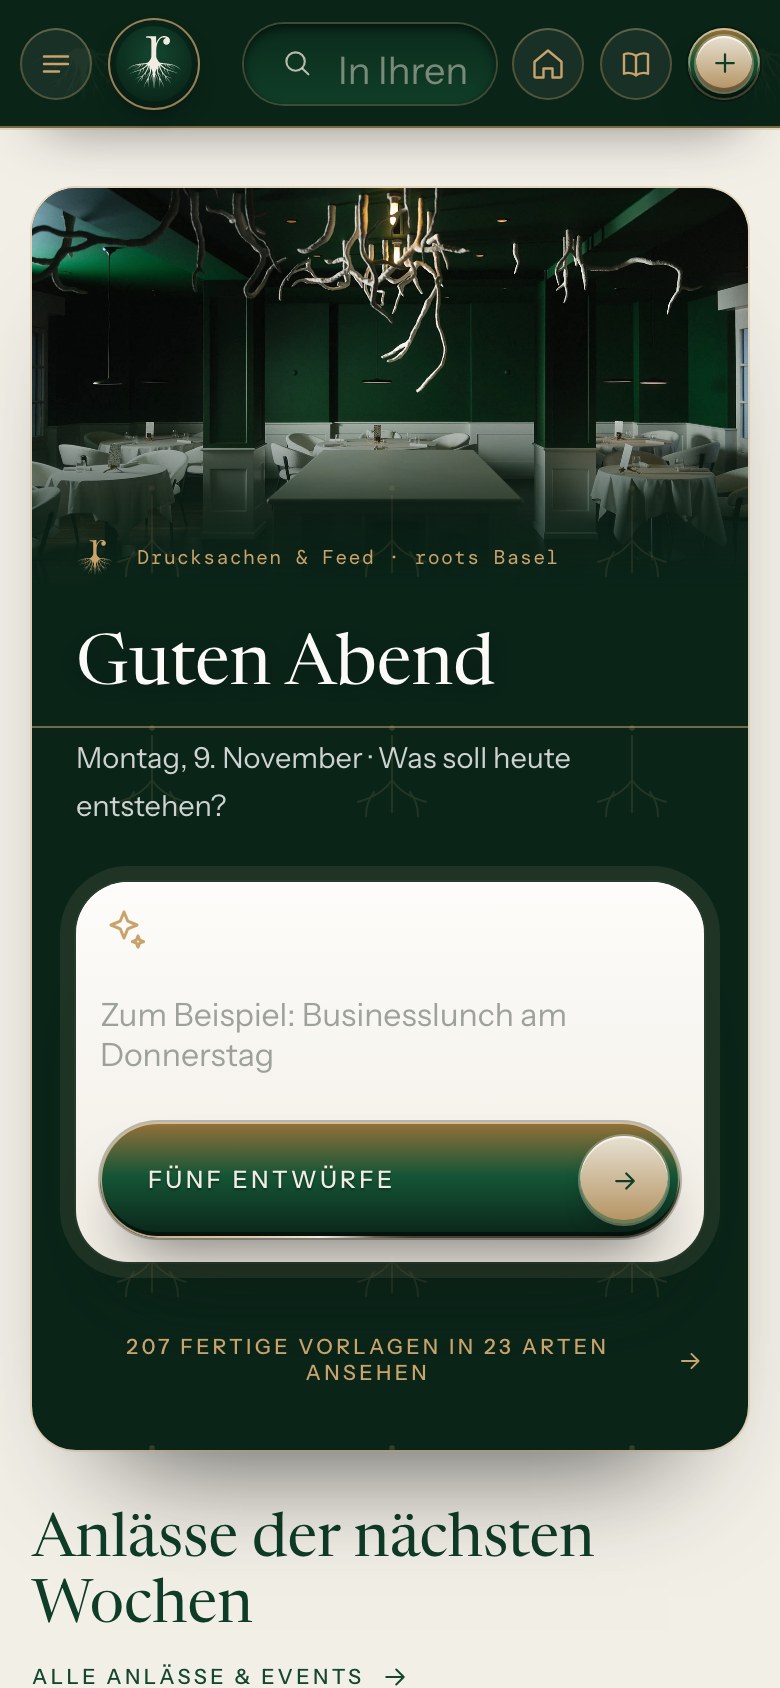 r
In Ihren
r
Drucksachen & Feed · roots Basel
Guten Abend
Montag, 9. November · Was soll heute
entstehen?
Zum Beispiel: Businesslunch am
Donnerstag
FÜNF ENTWÜRFE
207 FERTIGE VORLAGEN IN 23 ARTEN
ANSEHEN
Anlässe der nächsten
Wochen
ALLE ANLÄSSE & EVENTS